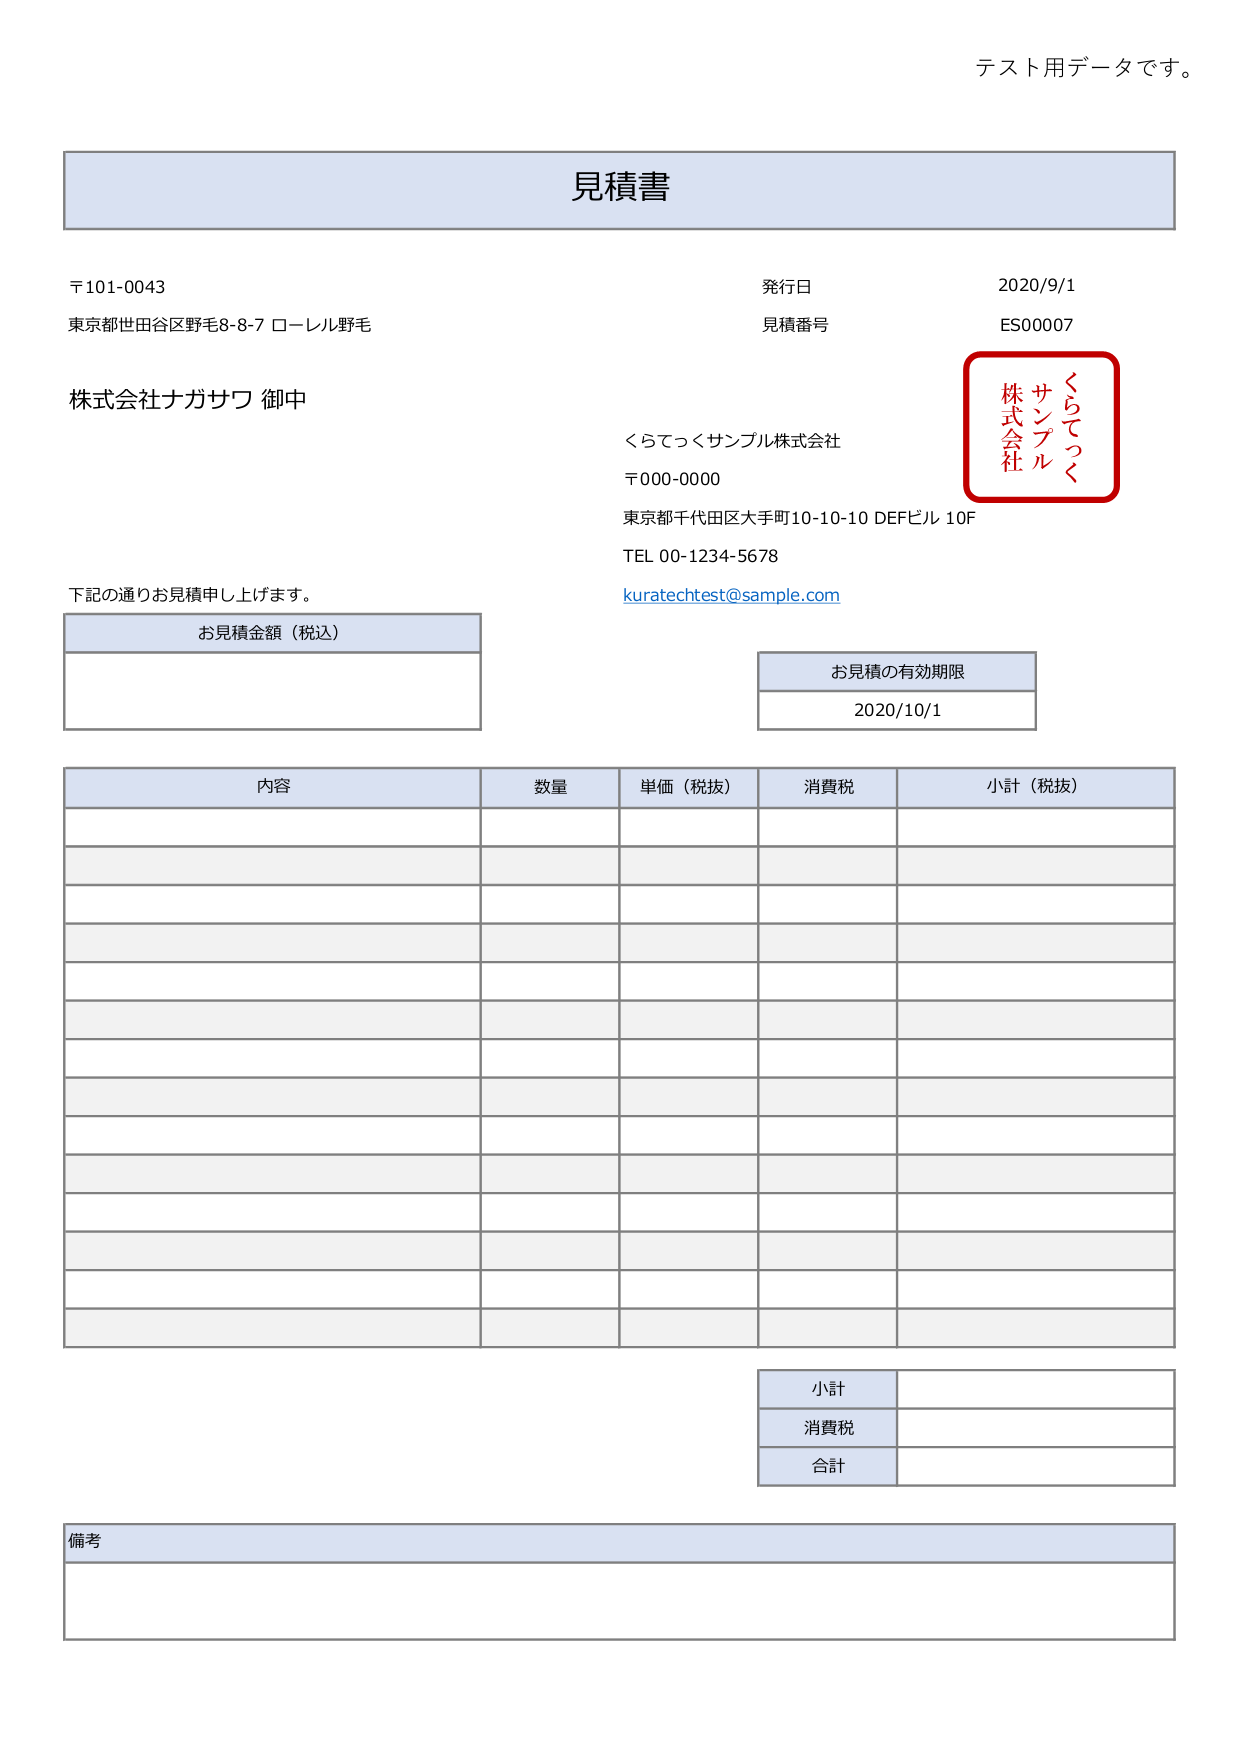 テスト用データです。
見積書
〒101-0043
発行日 2020/9/1
東京都世田谷区野毛8-8-7 ローレル野毛
見積番号 ES00007
株式会社ナガサワ 御中
くらてっく
サンプル
株式会社
くらてっくサンプル株式会社
〒000-0000
東京都千代田区大手町10-10-10 DEFビル 10F
TEL 00-1234-5678
下記の通りお見積申し上げます。
kuratechtest@sample.com
お見積金額（税込）
お見積の有効期限
2020/10/1
内容 数量 単価（税抜） 消費税 小計（税抜）
小計
消費税
合計
備考